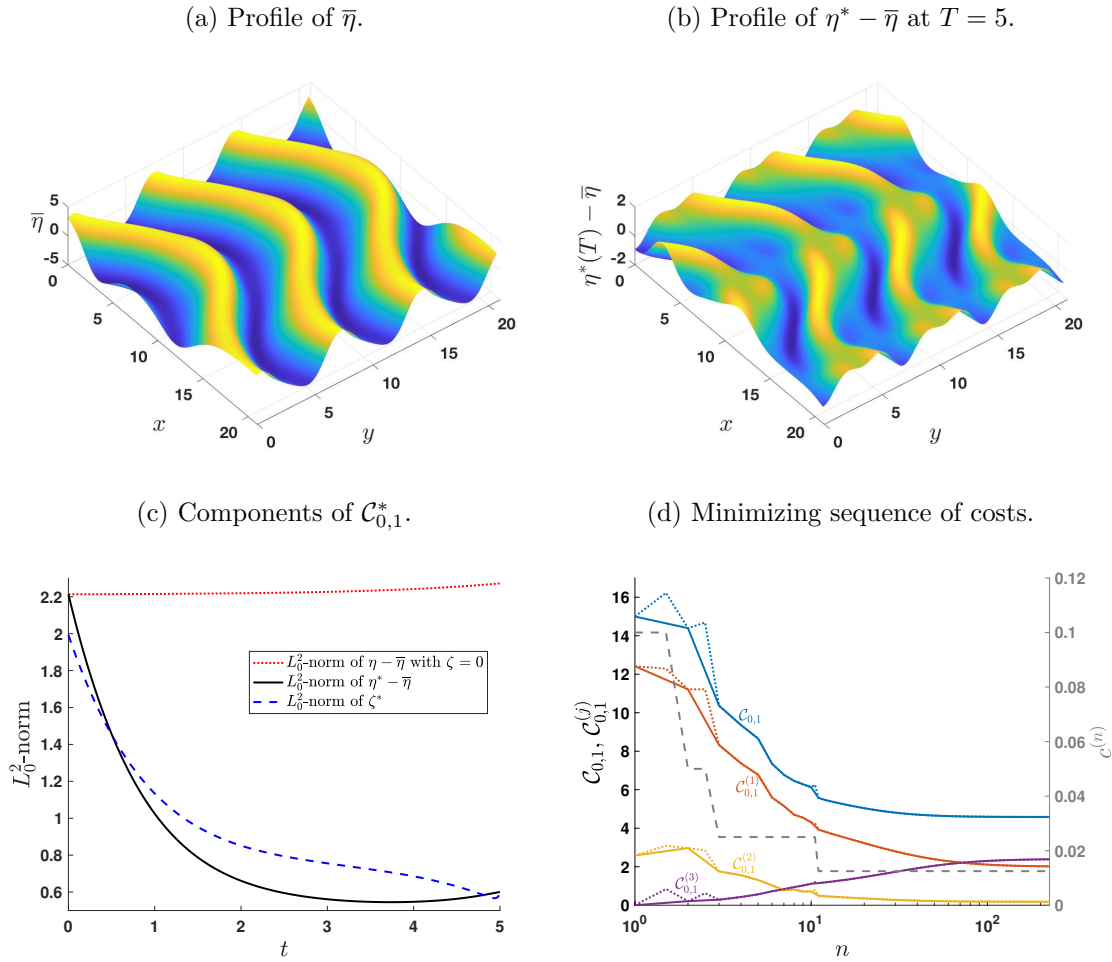 (a) Profile of η̅.
(b) Profile of η* − η̅ at T = 5.
η̅
5
0
-5
0
5
10
15
20
x
0
5
10
15
20
y
η*(T) − η̅
2
0
-2
0
5
10
15
20
x
0
5
10
15
20
y
(c) Components of 𝒞*₀,₁.
(d) Minimizing sequence of costs.
L²₀-norm
2.2
2
1.8
1.6
1.4
1.2
1
0.8
0.6
0
1
2
3
4
5
t
L²₀-norm of η − η̅ with ζ = 0
L²₀-norm of η* − η̅
L²₀-norm of ζ*
𝒞₀,₁, 𝒞₀,₁⁽ʲ⁾
16
14
12
10
8
6
4
2
0
10⁰
10¹
10²
n
𝒞₀,₁
𝒞₀,₁⁽¹⁾
𝒞₀,₁⁽²⁾
𝒞₀,₁⁽³⁾
0.12
0.1
0.08
0.06
0.04
0.02
0
c⁽ⁿ⁾